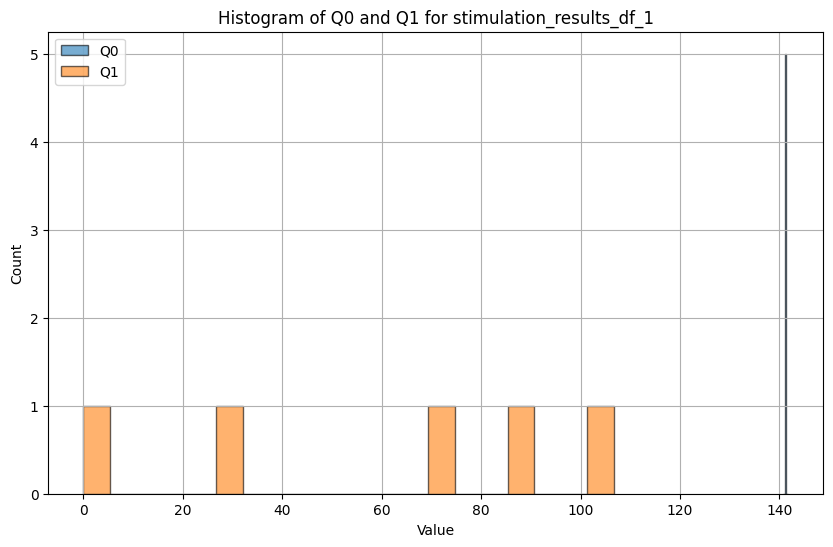 Histogram of Q0 and Q1 for stimulation_results_df_1
Q0
Q1
5
4
3
2
1
0
Count
0 20 40 60 80 100 120 140
Value